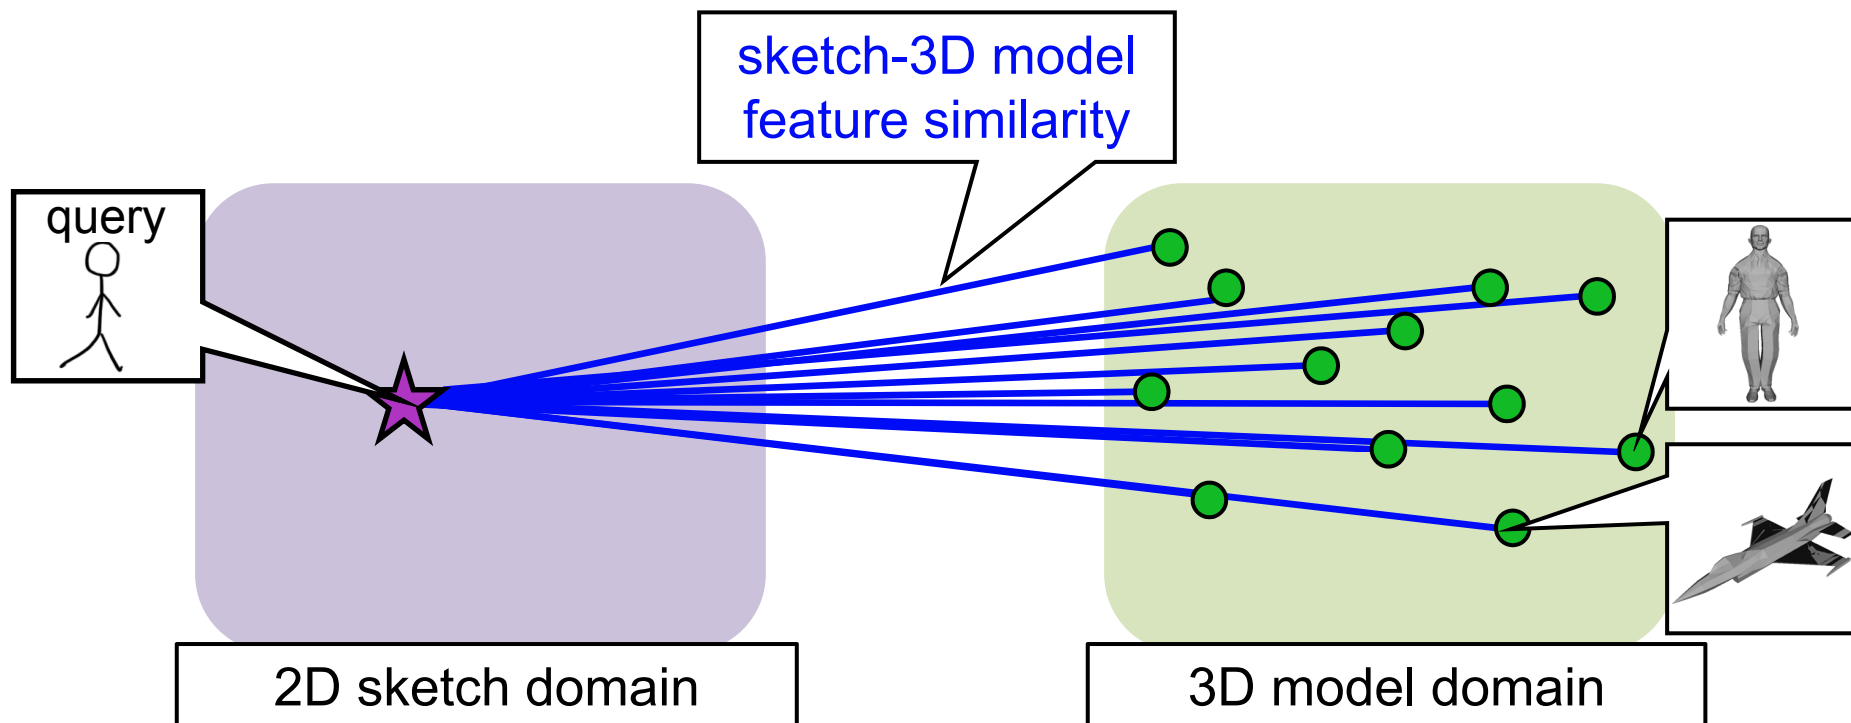 sketch-3D model
feature similarity
query
2D sketch domain
3D model domain